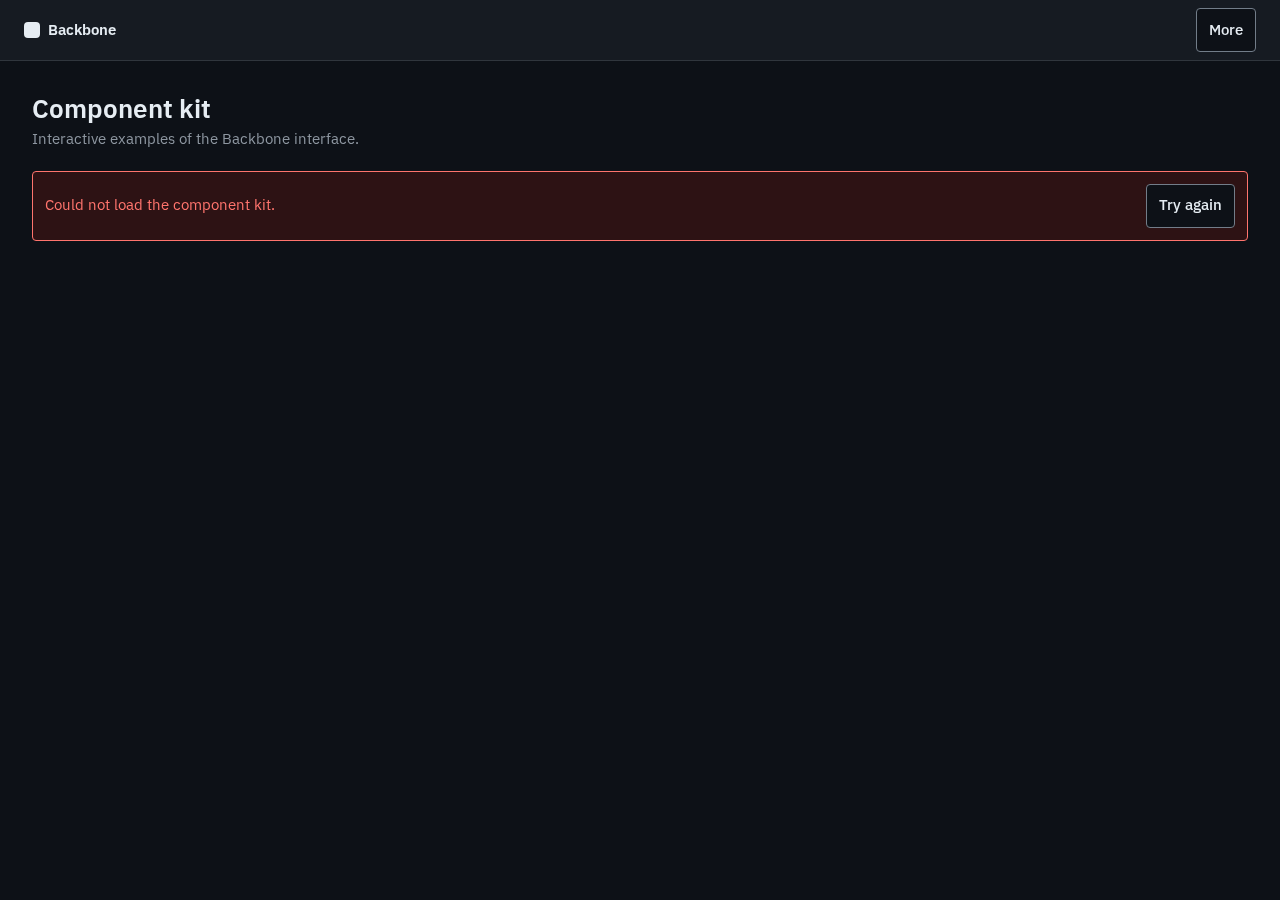 Backbone
More
Component kit
Interactive examples of the Backbone interface.
Could not load the component kit.
Try again